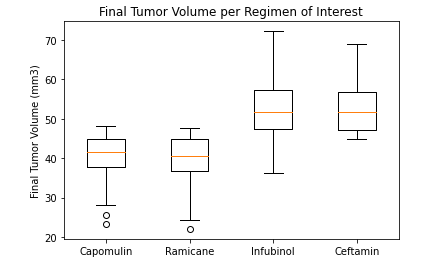 Final Tumor Volume per Regimen of Interest
Final Tumor Volume (mm3)
70
60
50
40
30
20
Capomulin Ramicane Infubinol Ceftamin